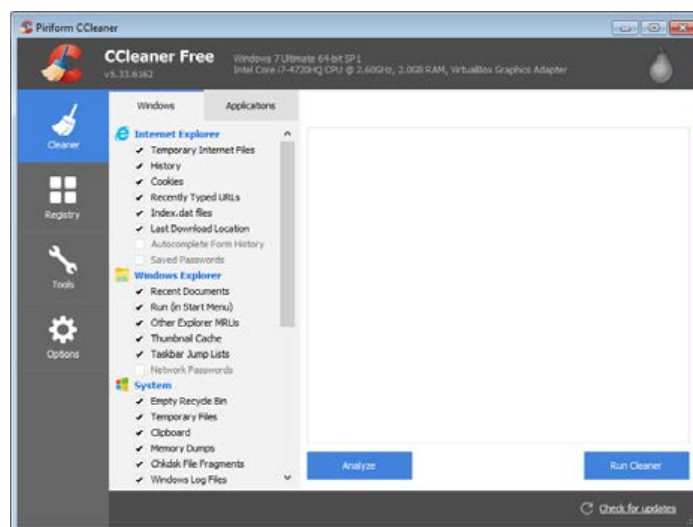 Piriform CCleaner
CCleaner Free
v5.33.6162
Windows 7 Ultimate 64-bit SP1
Intel Core i7-4720HQ CPU @ 2.60GHz, 2.0GB RAM, VirtualBox Graphics Adapter
Cleaner
Registry
Tools
Options
Windows
Applications
Internet Explorer
Temporary Internet Files
History
Cookies
Recently Typed URLs
Index.dat files
Last Download Location
Autocomplete Form History
Saved Passwords
Windows Explorer
Recent Documents
Run (in Start Menu)
Other Explorer MRUs
Thumbnail Cache
Taskbar Jump Lists
Network Passwords
System
Empty Recycle Bin
Temporary Files
Clipboard
Memory Dumps
Chkdsk File Fragments
Windows Log Files
Analyze
Run Cleaner
Check for updates